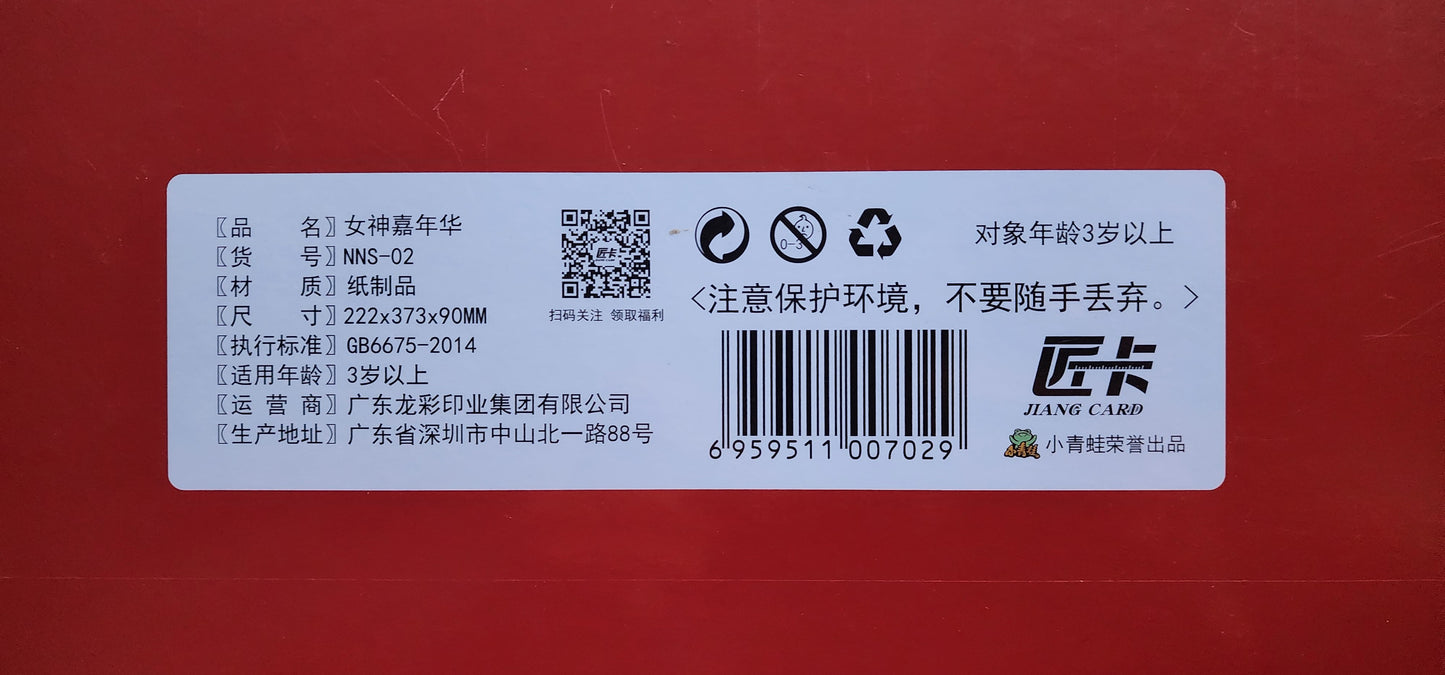 〖品 名〗女神嘉年华
〖货 号〗NNS-02
〖材 质〗纸制品
〖尺 寸〗222x373x90MM
〖执行标准〗GB6675-2014
〖适用年龄〗3岁以上
〖运 营 商〗广东龙彩印业集团有限公司
〖生产地址〗广东省深圳市中山北一路88号
匠卡
扫码关注 领取福利
0-3
对象年龄3岁以上
<注意保护环境，不要随手丢弃。>
6 959511 007029
匠卡
JIANG CARD
小青蛙
小青蛙荣誉出品